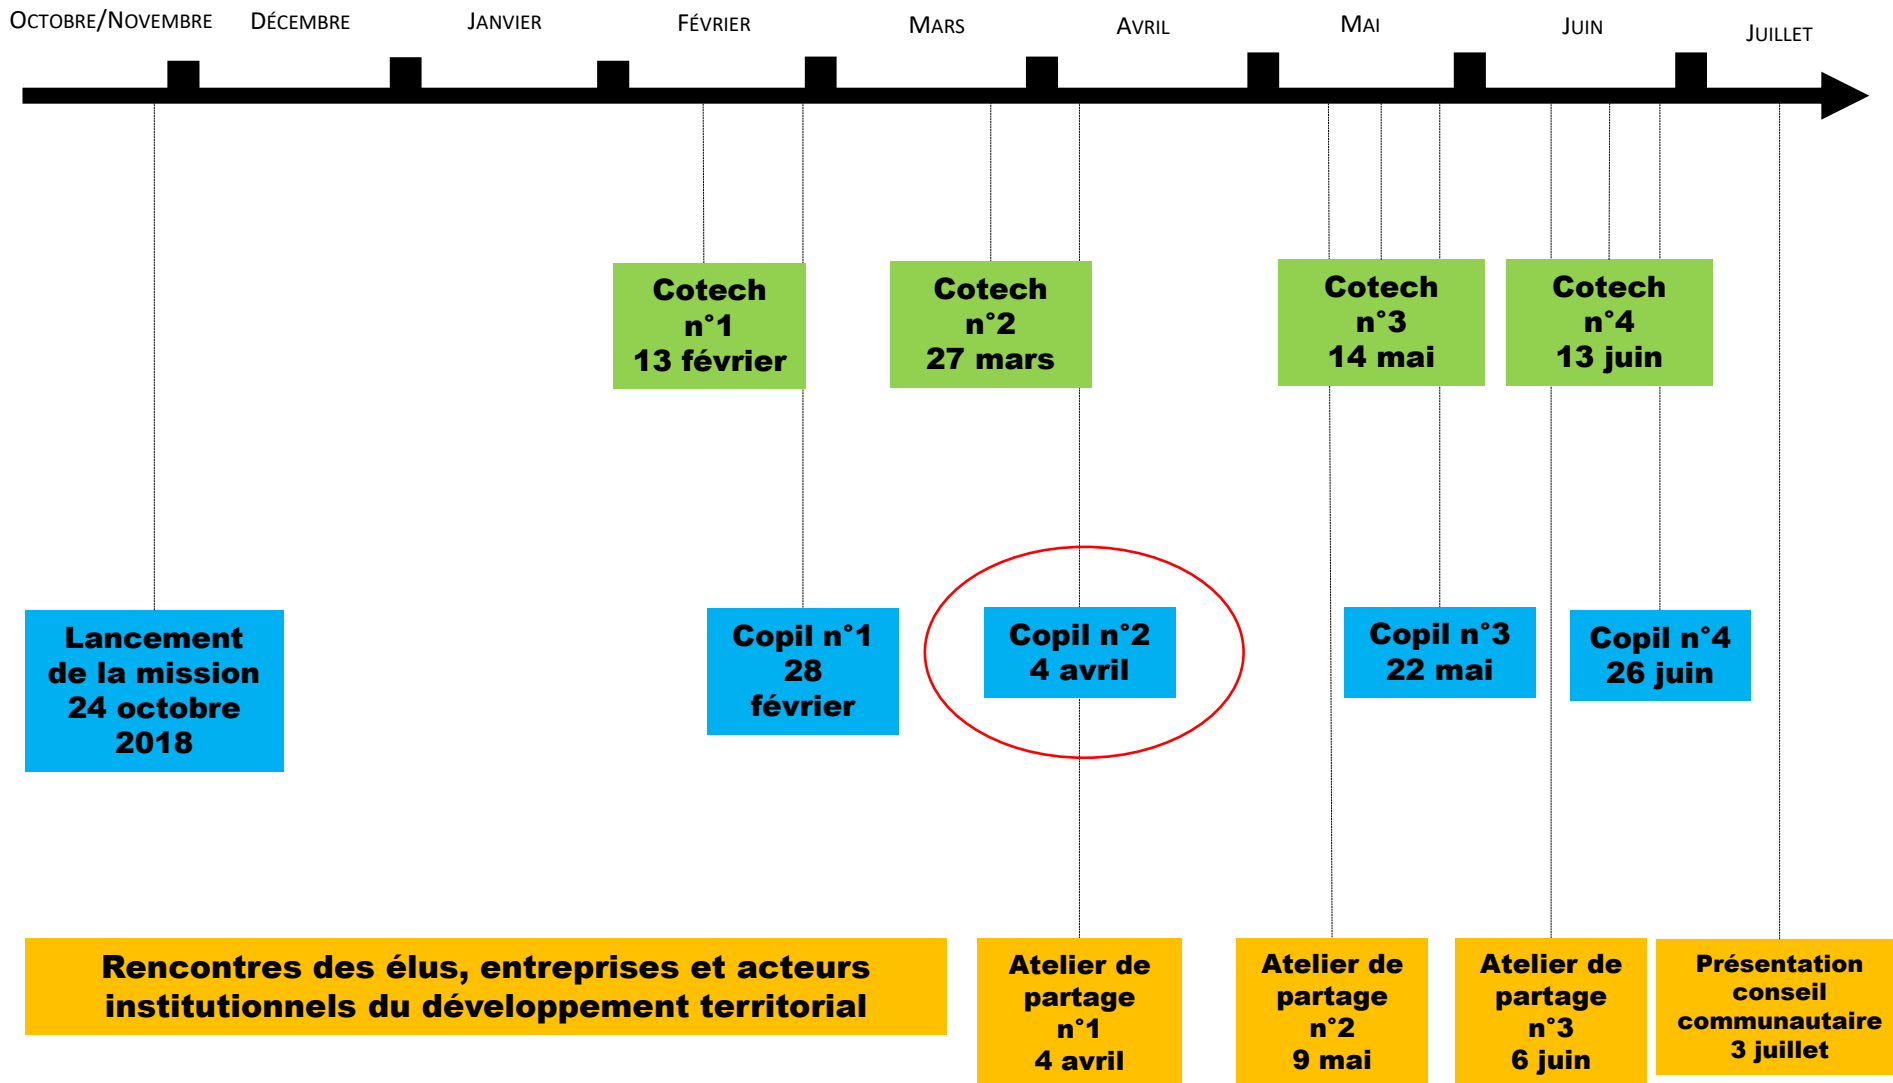 OCTOBRE/NOVEMBRE
DÉCEMBRE
JANVIER
FÉVRIER
MARS
AVRIL
MAI
JUIN
JUILLET
Cotech
n°1
13 février
Cotech
n°2
27 mars
Cotech
n°3
14 mai
Cotech
n°4
13 juin
Lancement
de la mission
24 octobre
2018
Copil n°1
28
février
Copil n°2
4 avril
Copil n°3
22 mai
Copil n°4
26 juin
Rencontres des élus, entreprises et acteurs
institutionnels du développement territorial
Atelier de
partage
n°1
4 avril
Atelier de
partage
n°2
9 mai
Atelier de
partage
n°3
6 juin
Présentation
conseil
communautaire
3 juillet